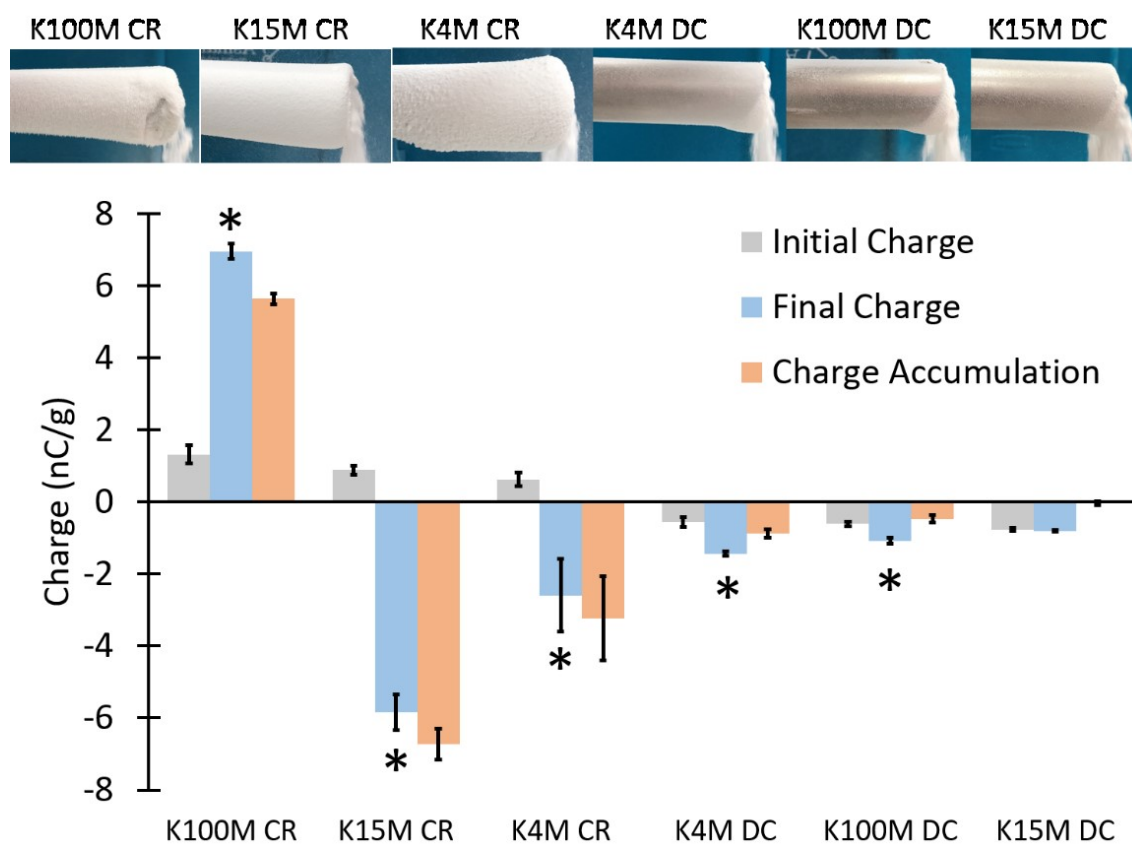 K100M CR K15M CR K4M CR K4M DC K100M DC K15M DC
8
6
4
2
0
-2
-4
-6
-8
Charge (nC/g)
*
*
*
*
*
Initial Charge
Final Charge
Charge Accumulation
K100M CR K15M CR K4M CR K4M DC K100M DC K15M DC